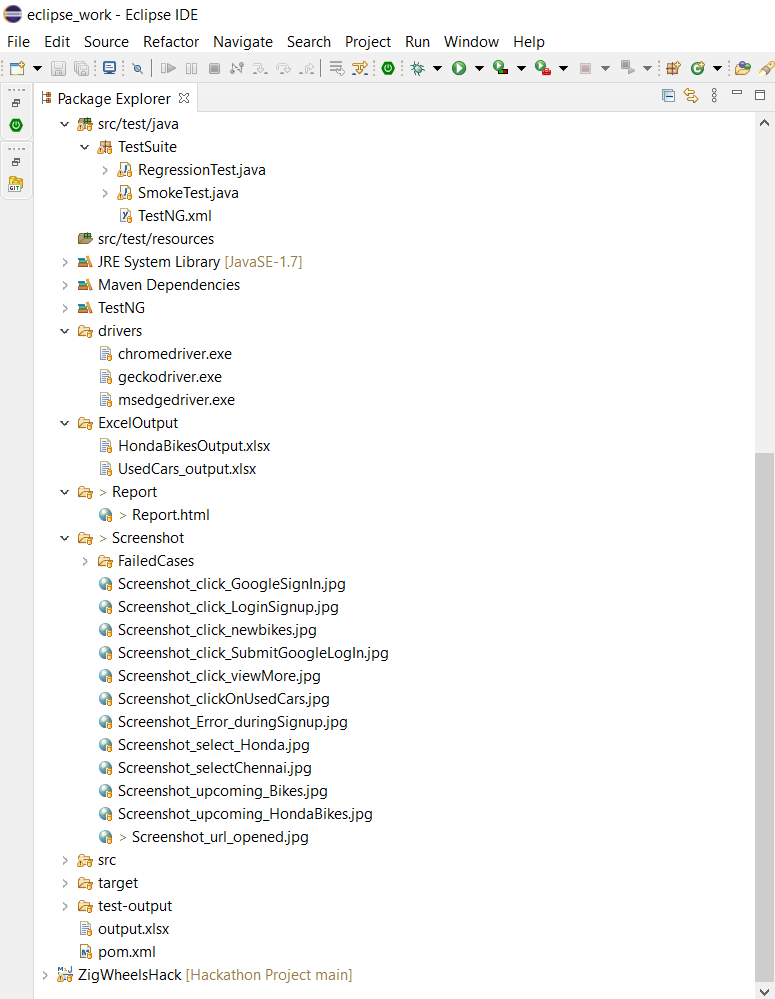 eclipse_work - Eclipse IDE
File Edit Source Refactor Navigate Search Project Run Window Help
Package Explorer
src/test/java
TestSuite
RegressionTest.java
SmokeTest.java
TestNG.xml
src/test/resources
JRE System Library [JavaSE-1.7]
Maven Dependencies
TestNG
drivers
chromedriver.exe
geckodriver.exe
msedgedriver.exe
ExcelOutput
HondaBikesOutput.xlsx
UsedCars_output.xlsx
> Report
> Report.html
> Screenshot
FailedCases
Screenshot_click_GoogleSignIn.jpg
Screenshot_click_LoginSignup.jpg
Screenshot_click_newbikes.jpg
Screenshot_click_SubmitGoogleLogIn.jpg
Screenshot_click_viewMore.jpg
Screenshot_clickOnUsedCars.jpg
Screenshot_Error_duringSignup.jpg
Screenshot_select_Honda.jpg
Screenshot_selectChennai.jpg
Screenshot_upcoming_Bikes.jpg
Screenshot_upcoming_HondaBikes.jpg
> Screenshot_url_opened.jpg
src
target
test-output
output.xlsx
pom.xml
ZigWheelsHack [Hackathon Project main]